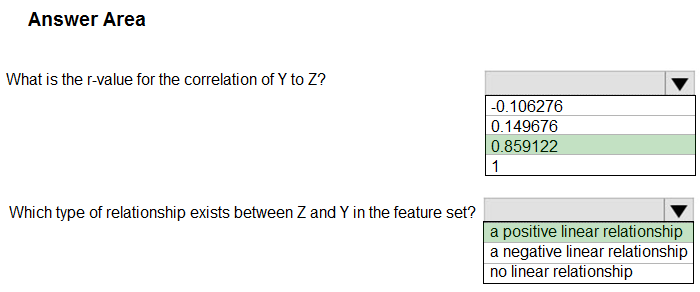 Answer Area
What is the r-value for the correlation of Y to Z?
-0.106276
0.149676
0.859122
1
Which type of relationship exists between Z and Y in the feature set?
a positive linear relationship
a negative linear relationship
no linear relationship